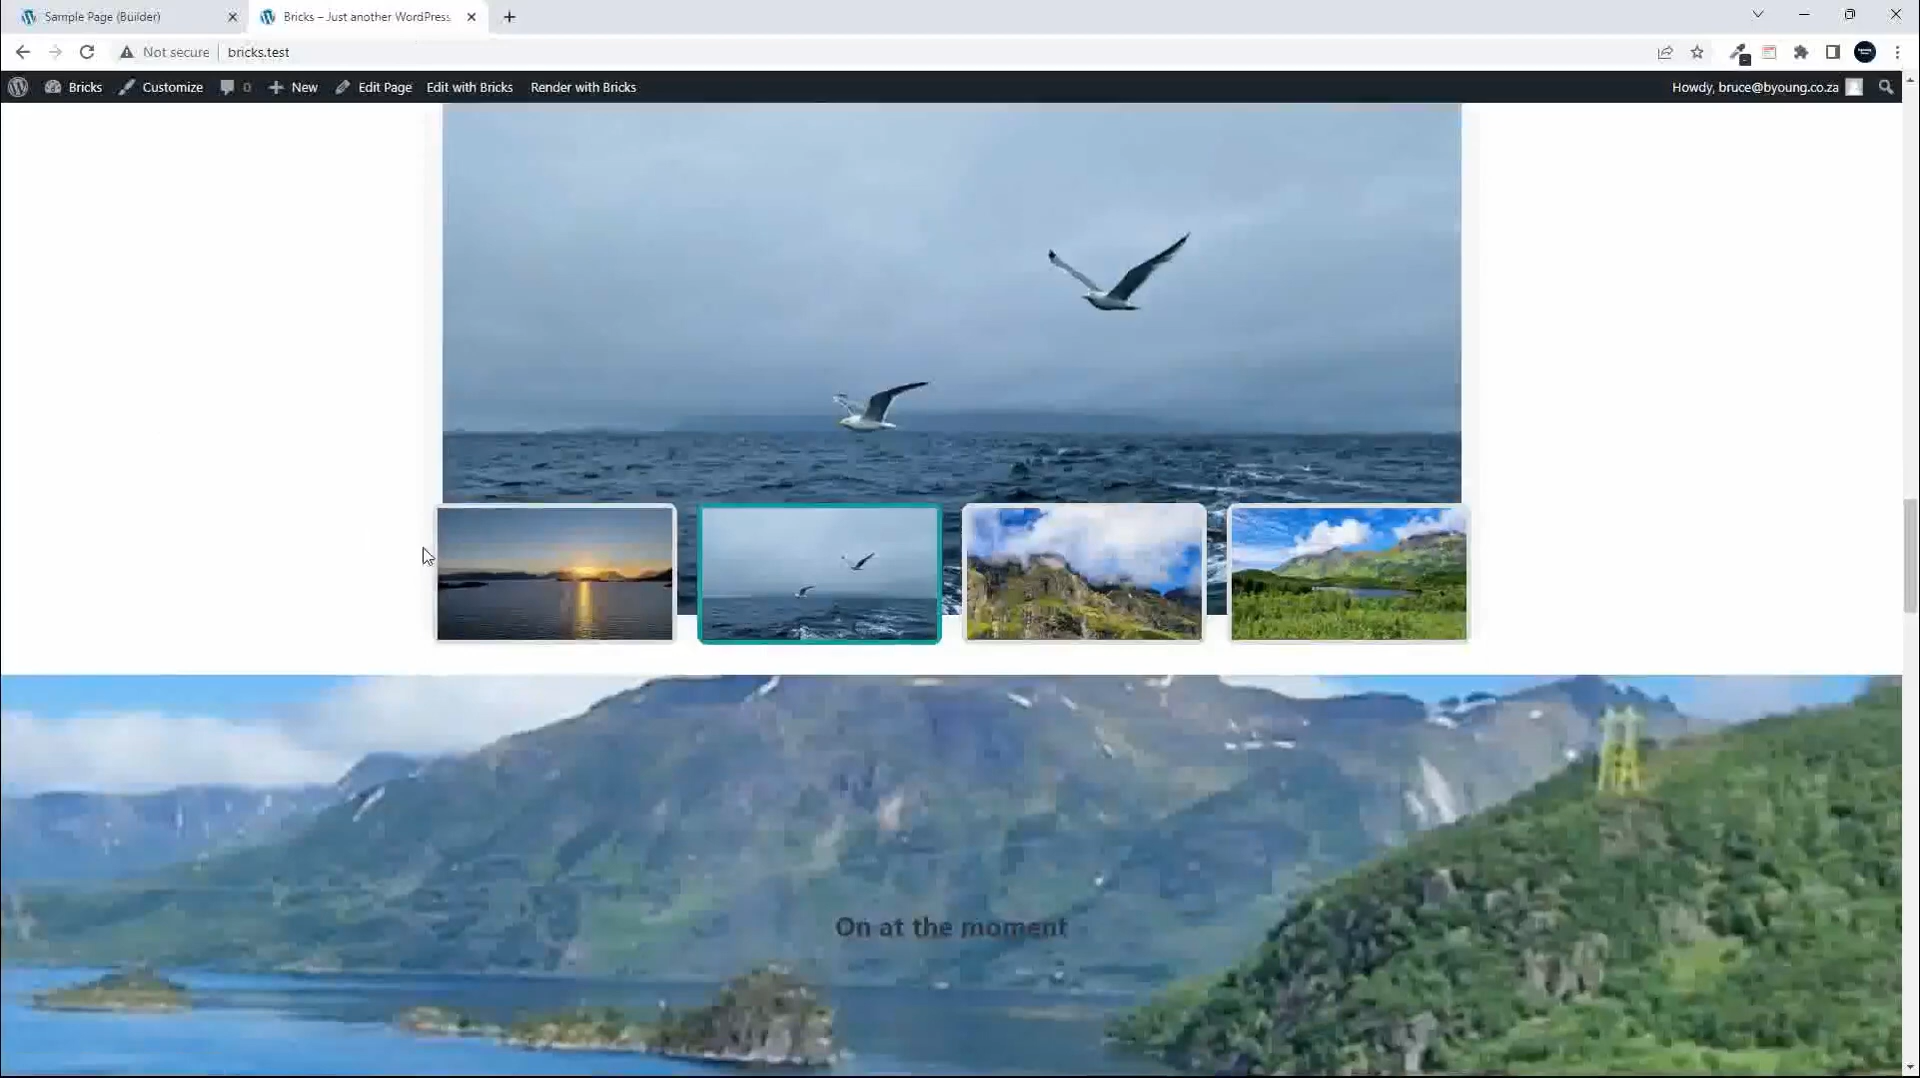 Sample Page (Builder)
Bricks – Just another WordPress
Not secure
bricks.test
Bricks
Customize
0
New
Edit Page
Edit with Bricks
Render with Bricks
Howdy, bruce@byoung.co.za
On at the moment